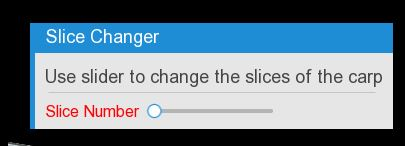 Slice Changer
Use slider to change the slices of the carp
Slice Number